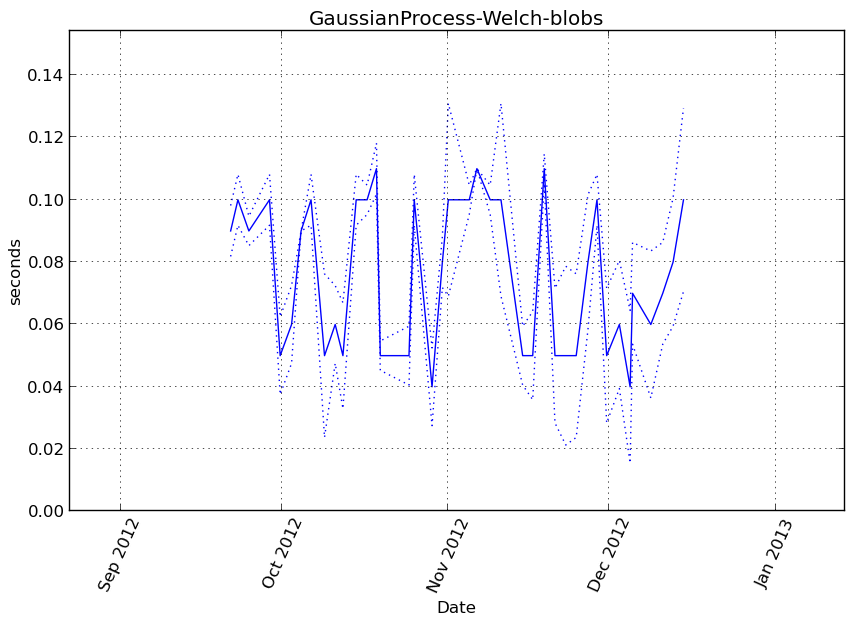 GaussianProcess-Welch-blobs
seconds
0.14
0.12
0.10
0.08
0.06
0.04
0.02
0.00
Sep 2012
Oct 2012
Nov 2012
Dec 2012
Jan 2013
Date